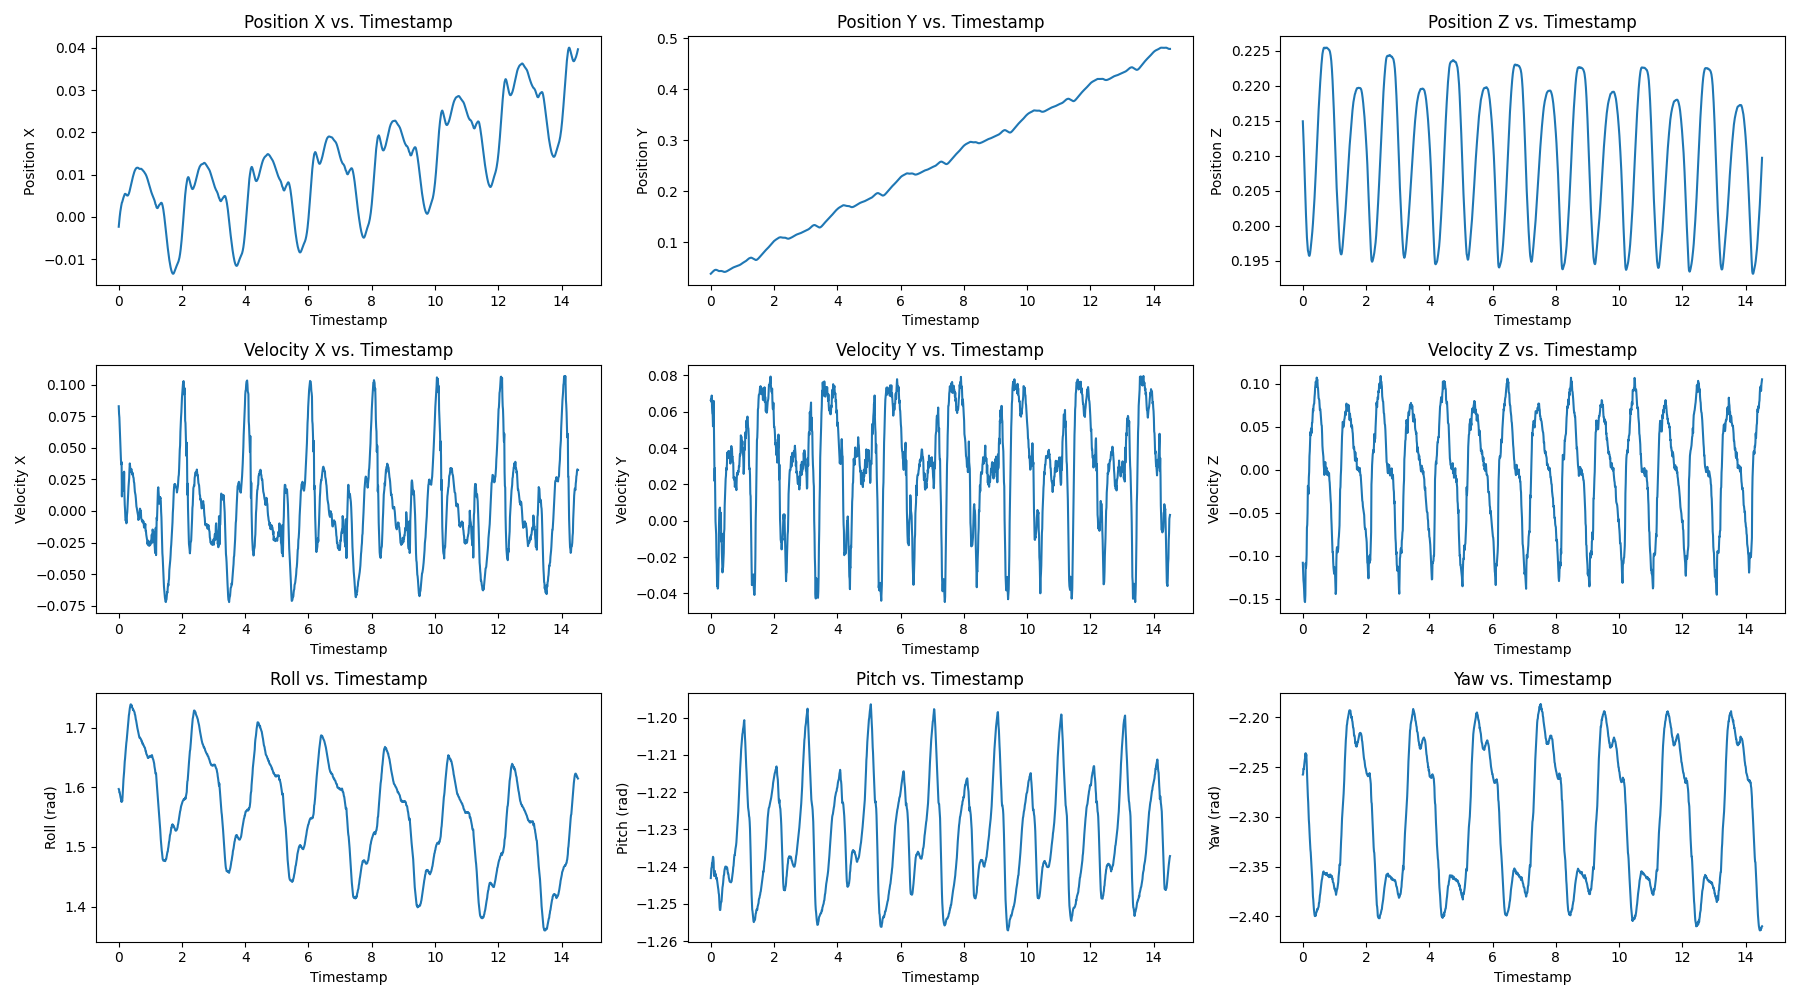 Position X vs. Timestamp
Position X
0.04
0.03
0.02
0.01
0.00
−0.01
0 2 4 6 8 10 12 14
Timestamp
Position Y vs. Timestamp
Position Y
0.5
0.4
0.3
0.2
0.1
0 2 4 6 8 10 12 14
Timestamp
Position Z vs. Timestamp
Position Z
0.225
0.220
0.215
0.210
0.205
0.200
0.195
0 2 4 6 8 10 12 14
Timestamp
Velocity X vs. Timestamp
Velocity X
0.100
0.075
0.050
0.025
0.000
−0.025
−0.050
−0.075
0 2 4 6 8 10 12 14
Timestamp
Velocity Y vs. Timestamp
Velocity Y
0.08
0.06
0.04
0.02
0.00
−0.02
−0.04
0 2 4 6 8 10 12 14
Timestamp
Velocity Z vs. Timestamp
Velocity Z
0.10
0.05
0.00
−0.05
−0.10
−0.15
0 2 4 6 8 10 12 14
Timestamp
Roll vs. Timestamp
Roll (rad)
1.7
1.6
1.5
1.4
0 2 4 6 8 10 12 14
Timestamp
Pitch vs. Timestamp
Pitch (rad)
−1.20
−1.21
−1.22
−1.23
−1.24
−1.25
−1.26
0 2 4 6 8 10 12 14
Timestamp
Yaw vs. Timestamp
Yaw (rad)
−2.20
−2.25
−2.30
−2.35
−2.40
0 2 4 6 8 10 12 14
Timestamp